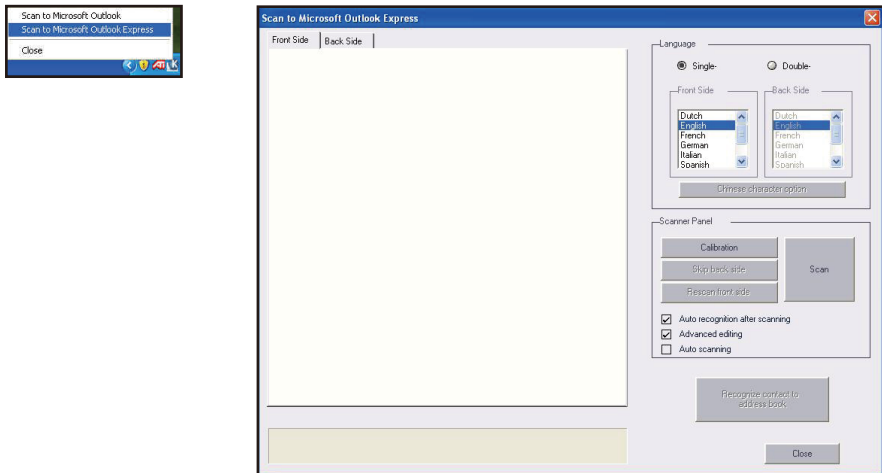 Scan to Microsoft Outlook
Scan to Microsoft Outlook Express
Close
ATI
K
Scan to Microsoft Outlook Express
Front Side
Back Side
Language
Single-
Double-
Front Side
Back Side
Dutch
English
French
German
Italian
Spanish
Dutch
English
French
German
Italian
Spanish
Chinese character option
Scanner Panel
Calibration
Skip back side
Rescan front side
Scan
Auto recognition after scanning
Advanced editing
Auto scanning
Recognize contact to
address book
Close